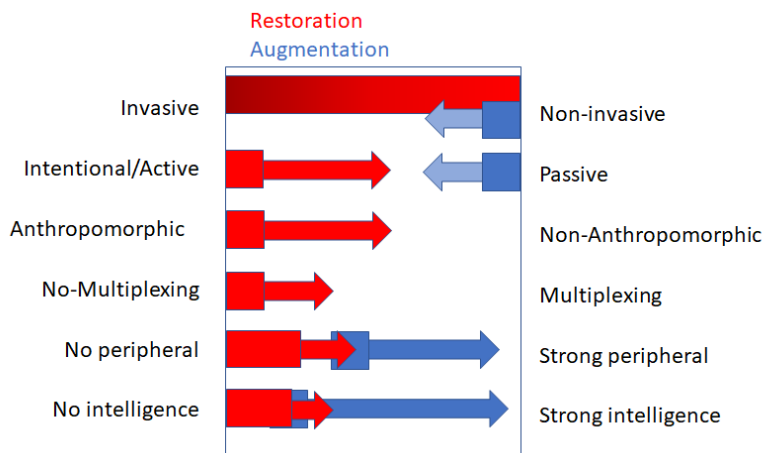 Restoration
Augmentation
Invasive
Non-invasive
Intentional/Active
Passive
Anthropomorphic
Non-Anthropomorphic
No-Multiplexing
Multiplexing
No peripheral
Strong peripheral
No intelligence
Strong intelligence